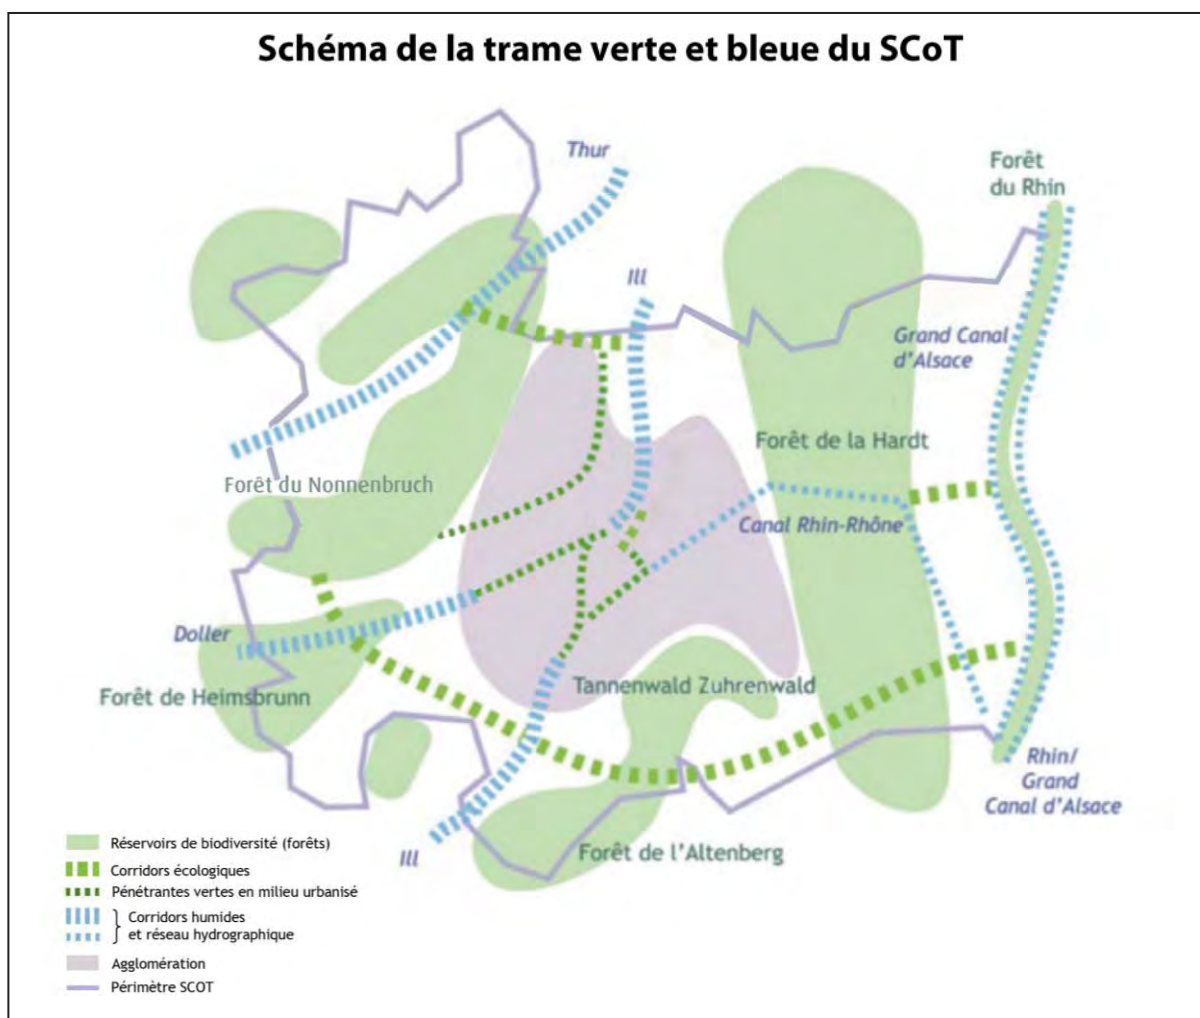 Schéma de la trame verte et bleue du SCoT
Thur
Forêt
du Rhin
Ill
Grand Canal
d'Alsace
Forêt de la Hardt
Forêt du Nonnenbruch
Canal Rhin-Rhône
Doller
Forêt de Heimsbrunn
Tannenwald Zuhrenwald
Rhin/
Grand
Canal d'Alsace
Ill
Forêt de l'Altenberg
Réservoirs de biodiversité (forêts)
Corridors écologiques
Pénétrantes vertes en milieu urbanisé
Corridors humides
et réseau hydrographique
Agglomération
Périmètre SCOT